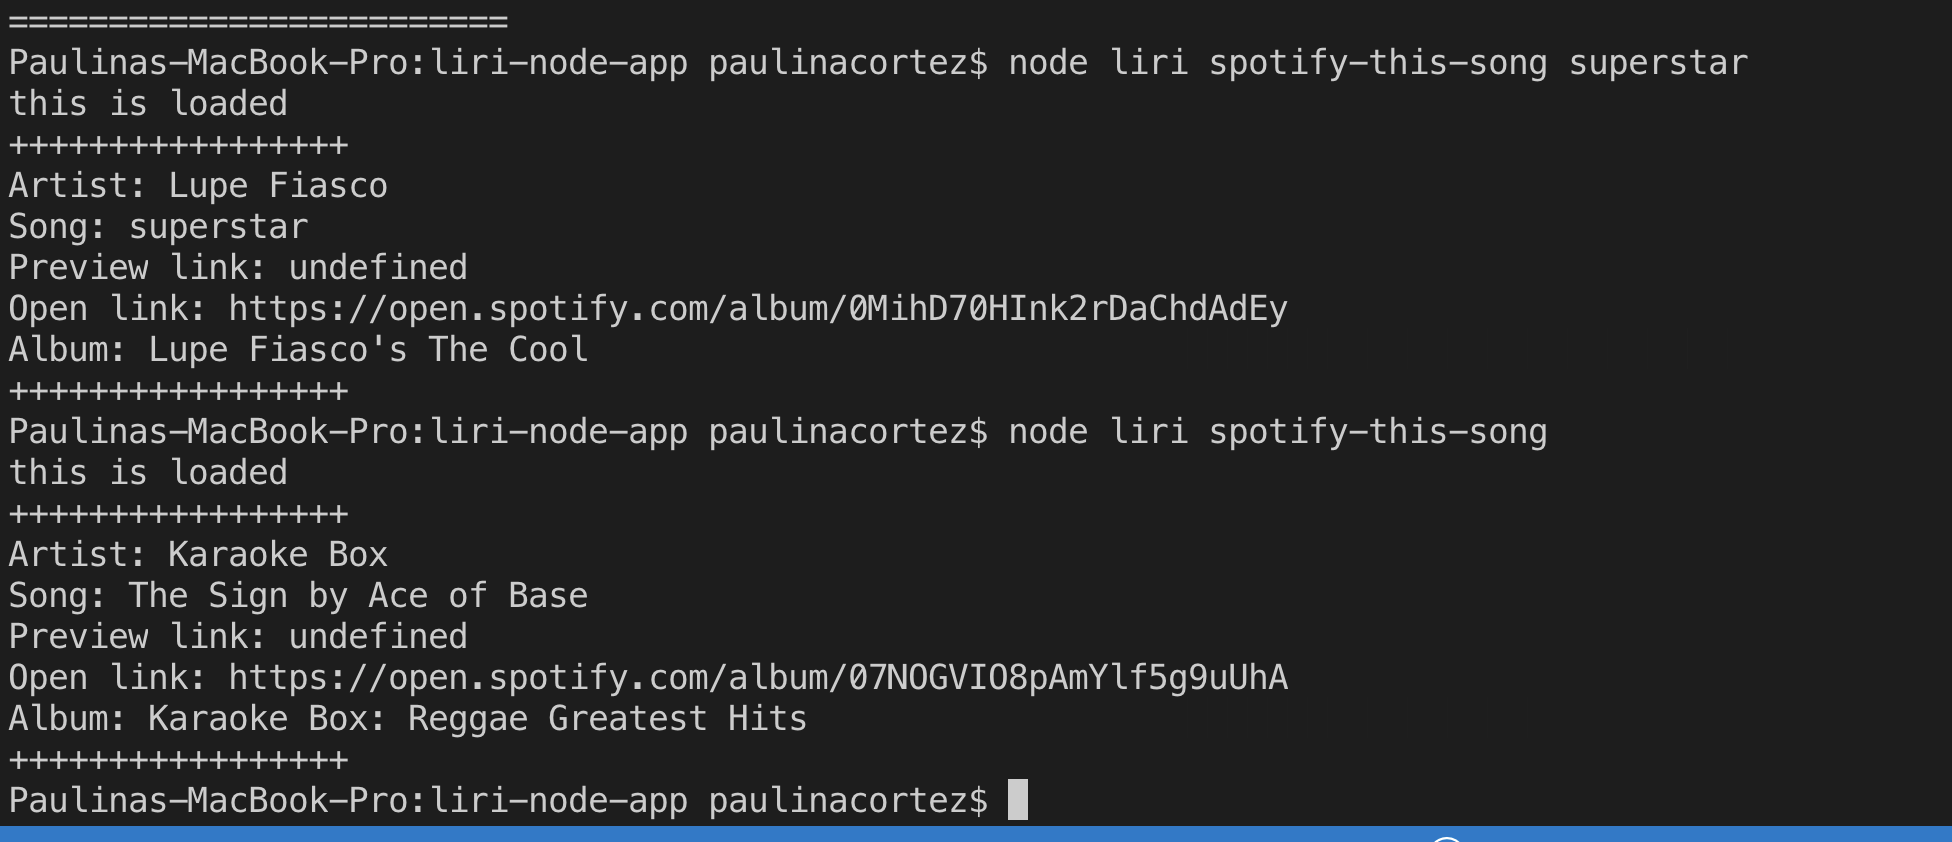 =========================
Paulinas-MacBook-Pro:liri-node-app paulinacortez$ node liri spotify-this-song superstar
this is loaded
+++++++++++++++++
Artist: Lupe Fiasco
Song: superstar
Preview link: undefined
Open link: https://open.spotify.com/album/0MihD70HInk2rDaChdAdEy
Album: Lupe Fiasco's The Cool
+++++++++++++++++
Paulinas-MacBook-Pro:liri-node-app paulinacortez$ node liri spotify-this-song
this is loaded
+++++++++++++++++
Artist: Karaoke Box
Song: The Sign by Ace of Base
Preview link: undefined
Open link: https://open.spotify.com/album/07NOGVIO8pAmYlf5g9uUhA
Album: Karaoke Box: Reggae Greatest Hits
+++++++++++++++++
Paulinas-MacBook-Pro:liri-node-app paulinacortez$